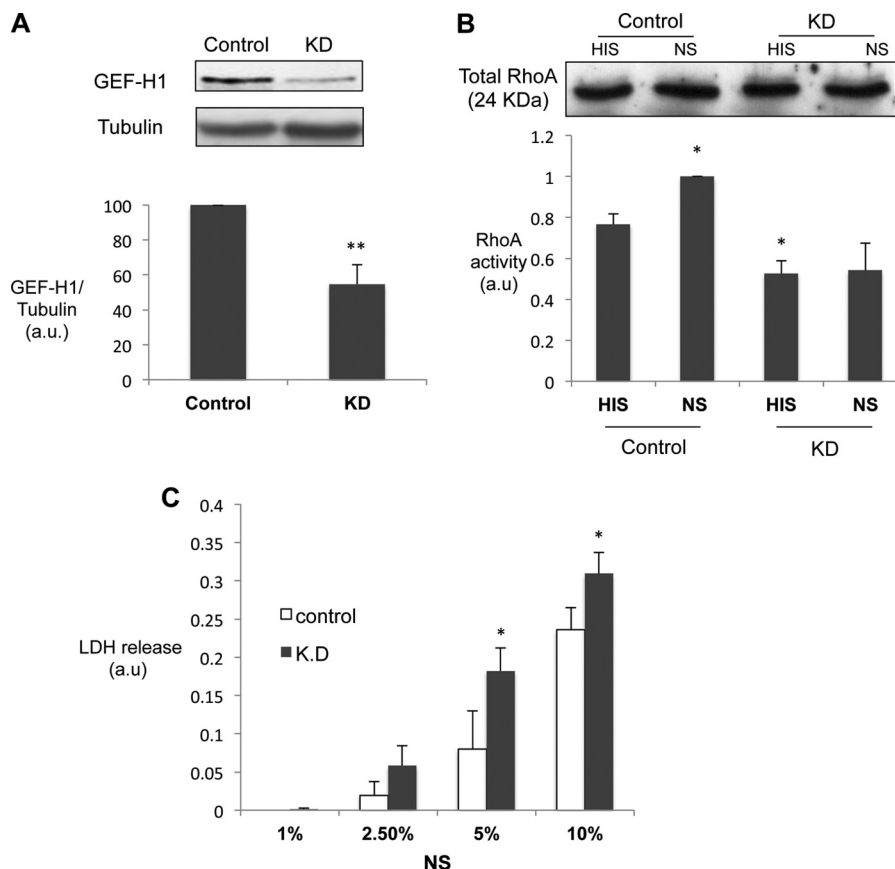 A
Control KD
GEF-H1
Tubulin
100
80
60
40
20
0
**
GEF-H1/
Tubulin
(a.u.)
Control KD
B
Control KD
HIS NS HIS NS
Total RhoA
(24 KDa)
1.2
1
0.8
0.6
0.4
0.2
0
*
*
RhoA
activity
(a.u)
HIS NS HIS NS
Control KD
C
0.4
0.35
0.3
0.25
0.2
0.15
0.1
0.05
0
*
*
control
K.D
LDH release
(a.u)
1% 2.50% 5% 10%
NS